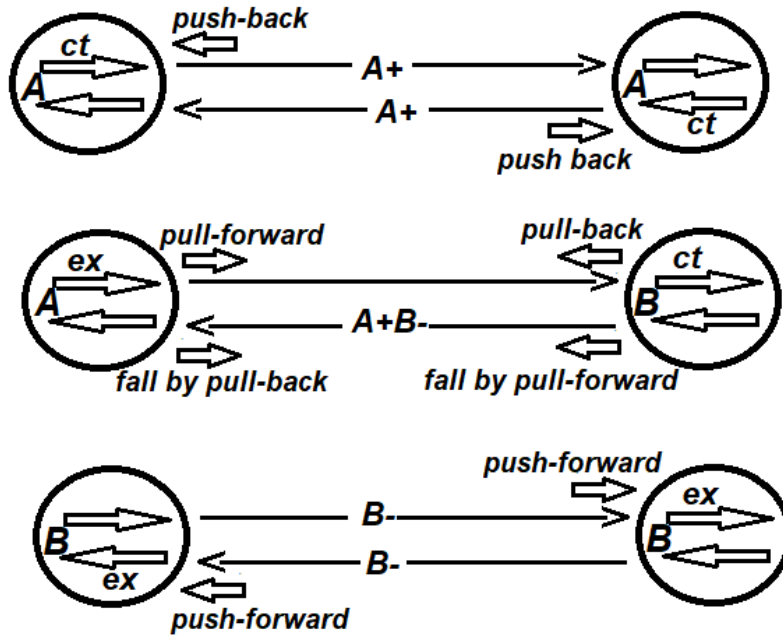 push-back
ct
A
A+
A+
A
ct
push back
pull-forward
pull-back
ex
ct
A
B
A+B-
fall by pull-back
fall by pull-forward
push-forward
B
B-
ex
B
B-
ex
push-forward